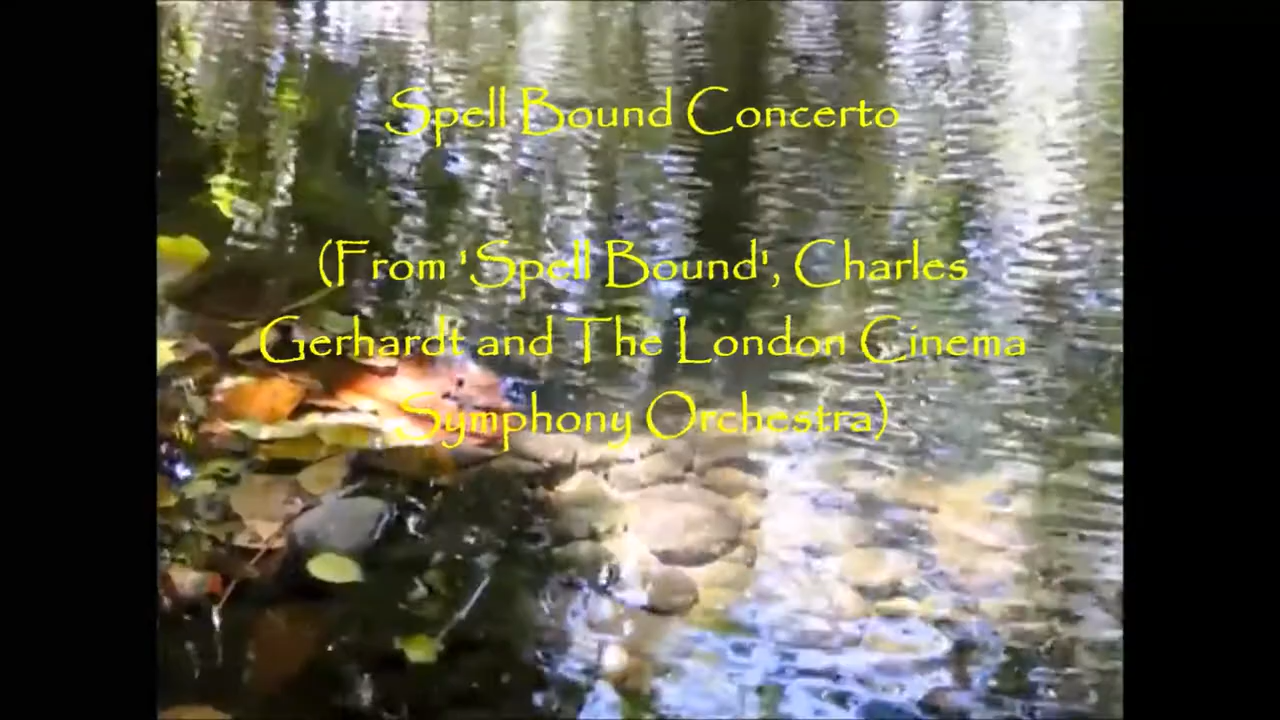 Spell Bound Concerto
(From 'Spell Bound', Charles
Gerhardt and The London Cinema
Symphony Orchestra)